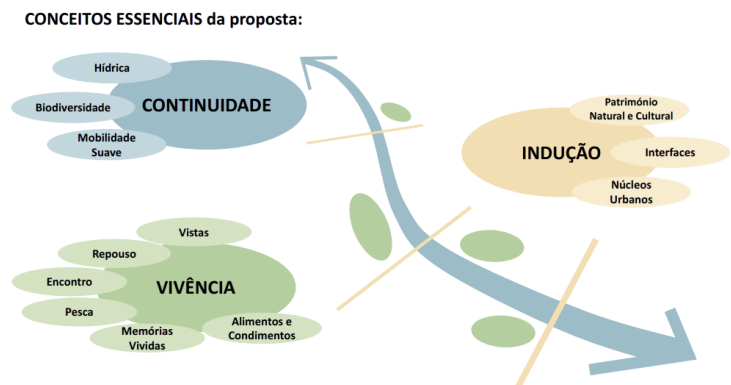 CONCEITOS ESSENCIAIS da proposta:
Hídrica
Biodiversidade
Mobilidade
Suave
CONTINUIDADE
Património
Natural e Cultural
INDUÇÃO
Interfaces
Núcleos
Urbanos
Vistas
Repouso
Encontro
Pesca
VIVÊNCIA
Memórias
Vividas
Alimentos e
Condimentos